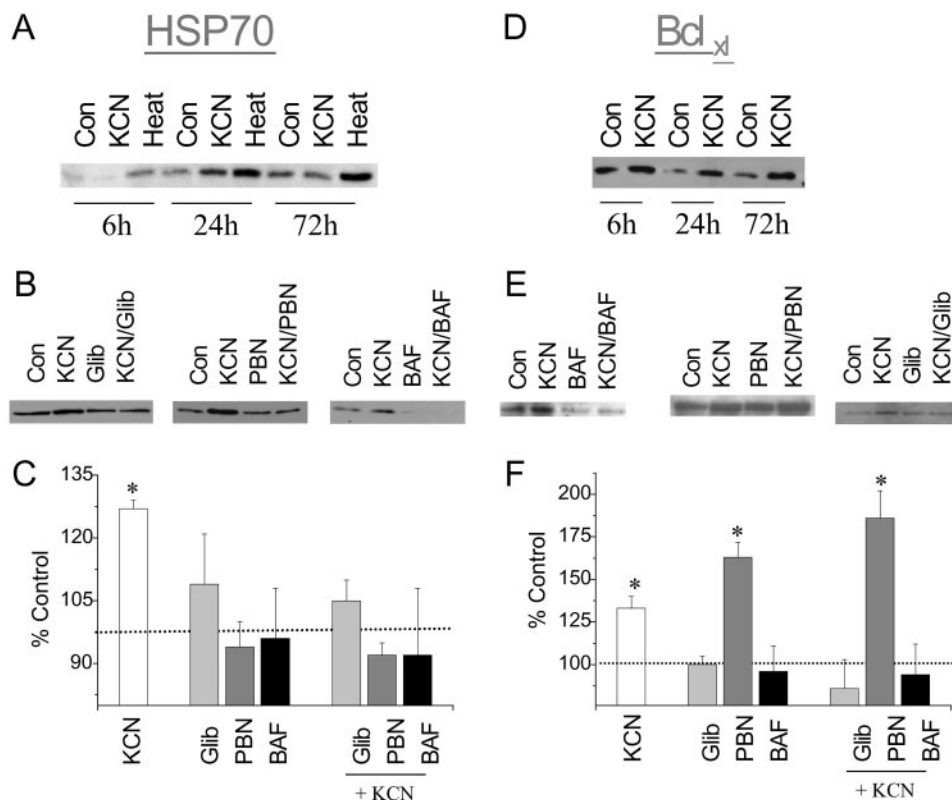 A HSP70
Con KCN Heat Con KCN Heat Con KCN Heat
6h 24h 72h
D Bcl xl
Con KCN Con KCN Con KCN
6h 24h 72h
B
Con KCN Glib KCN/Glib Con KCN PBN KCN/PBN Con KCN BAF KCN/BAF
E
Con KCN BAF KCN/BAF Con KCN PBN KCN/PBN Con KCN Glib KCN/Glib
C
% Control
135
120
105
90
*
KCN Glib PBN BAF Glib PBN BAF
+ KCN
F
% Control
200
175
150
125
100
* * *
KCN Glib PBN BAF Glib PBN BAF
+ KCN